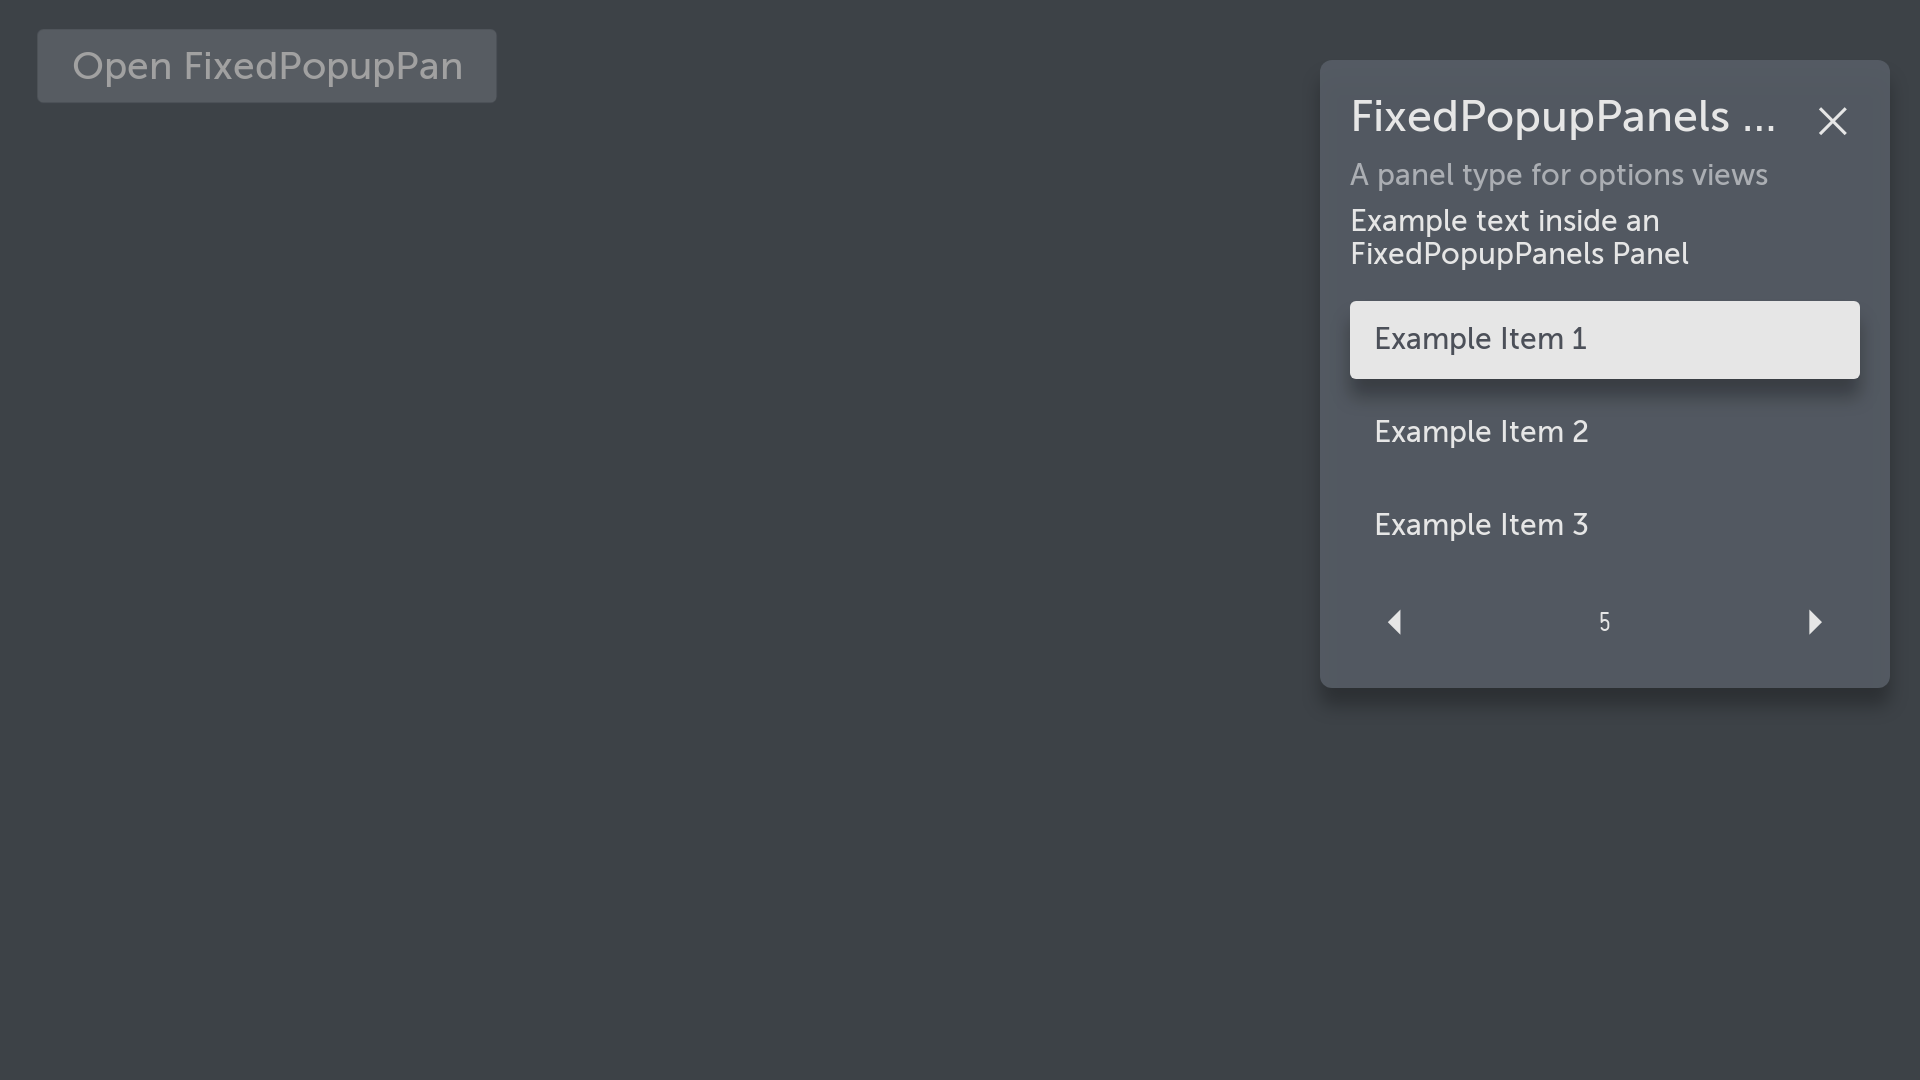 Open FixedPopupPan
FixedPopupPanels ...
A panel type for options views
Example text inside an
FixedPopupPanels Panel
Example Item 1
Example Item 2
Example Item 3
5